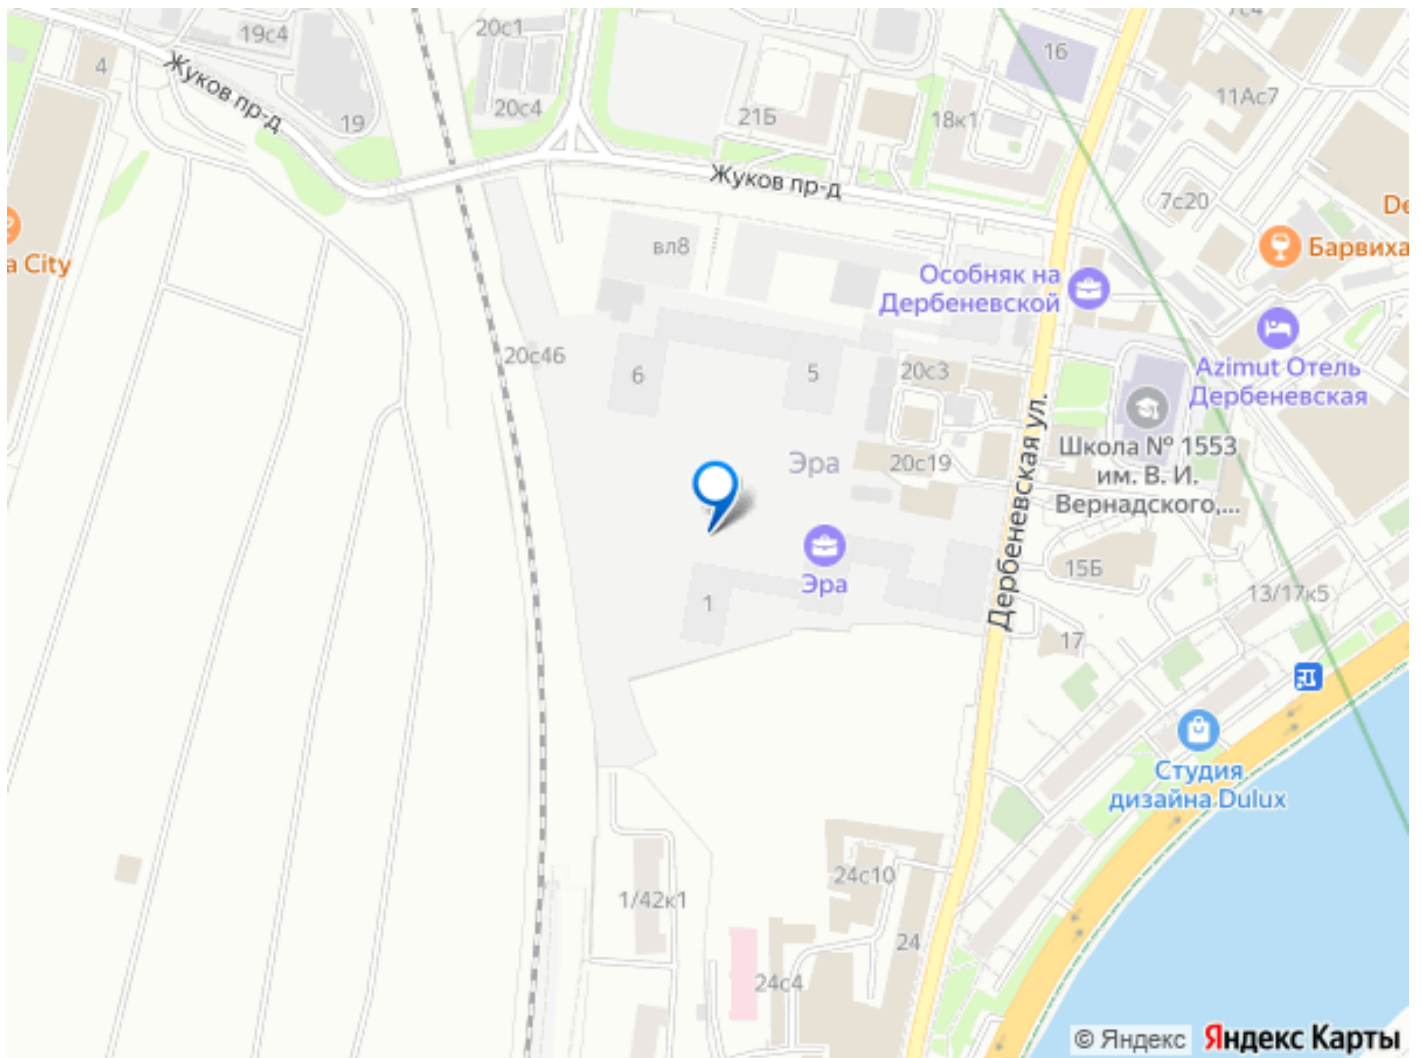 19с4
20с1
7с4
4
16
Жуков пр-д
20с4
19
21Б
18к1
11Ас7
Жуков пр-д
7с20
De
вл8
Барвиха
a City
Особняк на
Дербеневской
20с46
6
5
20с3
Azimut Отель
Дербеневская
Дербеневская ул.
Школа № 1553
им. В. И.
Вернадского,...
Эра
20с19
Эра
15Б
1
13/17к5
17
Студия
дизайна Dulux
24с10
1/42к1
24
24с4
© Яндекс Яндекс Карты